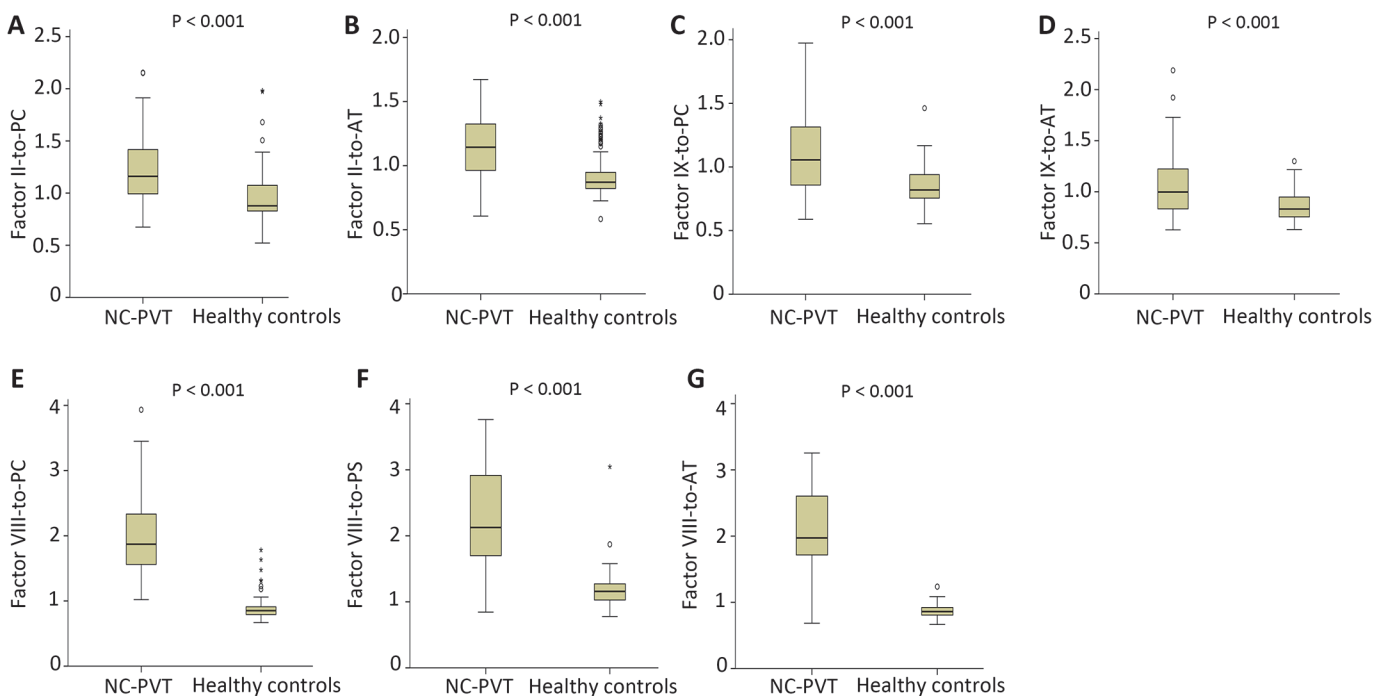 A
P < 0.001
Factor II-to-PC
2.5
2.0
1.5
1.0
0.5
0
NC-PVT Healthy controls
B
P < 0.001
Factor II-to-AT
2.0
1.5
1.0
0.5
0
NC-PVT Healthy controls
C
P < 0.001
Factor IX-to-PC
2.0
1.5
1.0
0.5
0
NC-PVT Healthy controls
D
P < 0.001
Factor IX-to-AT
2.5
2.0
1.5
1.0
0.5
0
NC-PVT Healthy controls
E
P < 0.001
Factor VIII-to-PC
4
3
2
1
0
NC-PVT Healthy controls
F
P < 0.001
Factor VIII-to-PS
4
3
2
1
0
NC-PVT Healthy controls
G
P < 0.001
Factor VIII-to-AT
4
3
2
1
0
NC-PVT Healthy controls